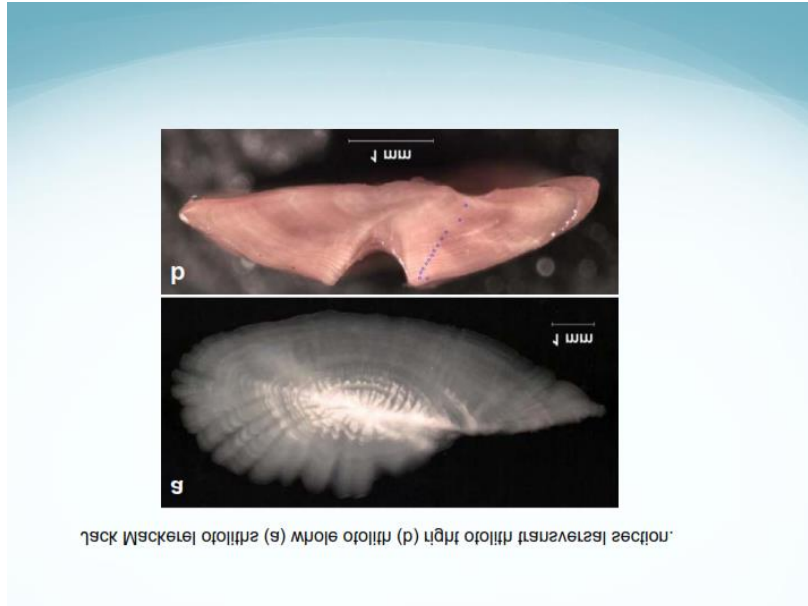 Jack Mackerel otoliths (a) whole otolith (b) right otolith transversal section.
a
1 mm
b
1 mm